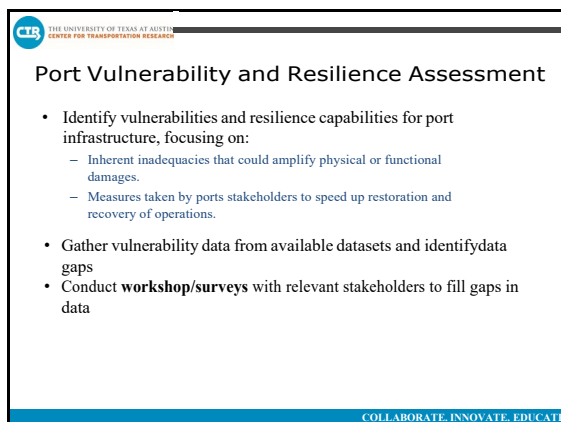 CTR
THE UNIVERSITY OF TEXAS AT AUSTIN
CENTER FOR TRANSPORTATION RESEARCH
Port Vulnerability and Resilience Assessment
• Identify vulnerabilities and resilience capabilities for port
infrastructure, focusing on:
– Inherent inadequacies that could amplify physical or functional
damages.
– Measures taken by ports stakeholders to speed up restoration and
recovery of operations.
• Gather vulnerability data from available datasets and identifydata
gaps
• Conduct workshop/surveys with relevant stakeholders to fill gaps in
data
COLLABORATE. INNOVATE. EDUCATE